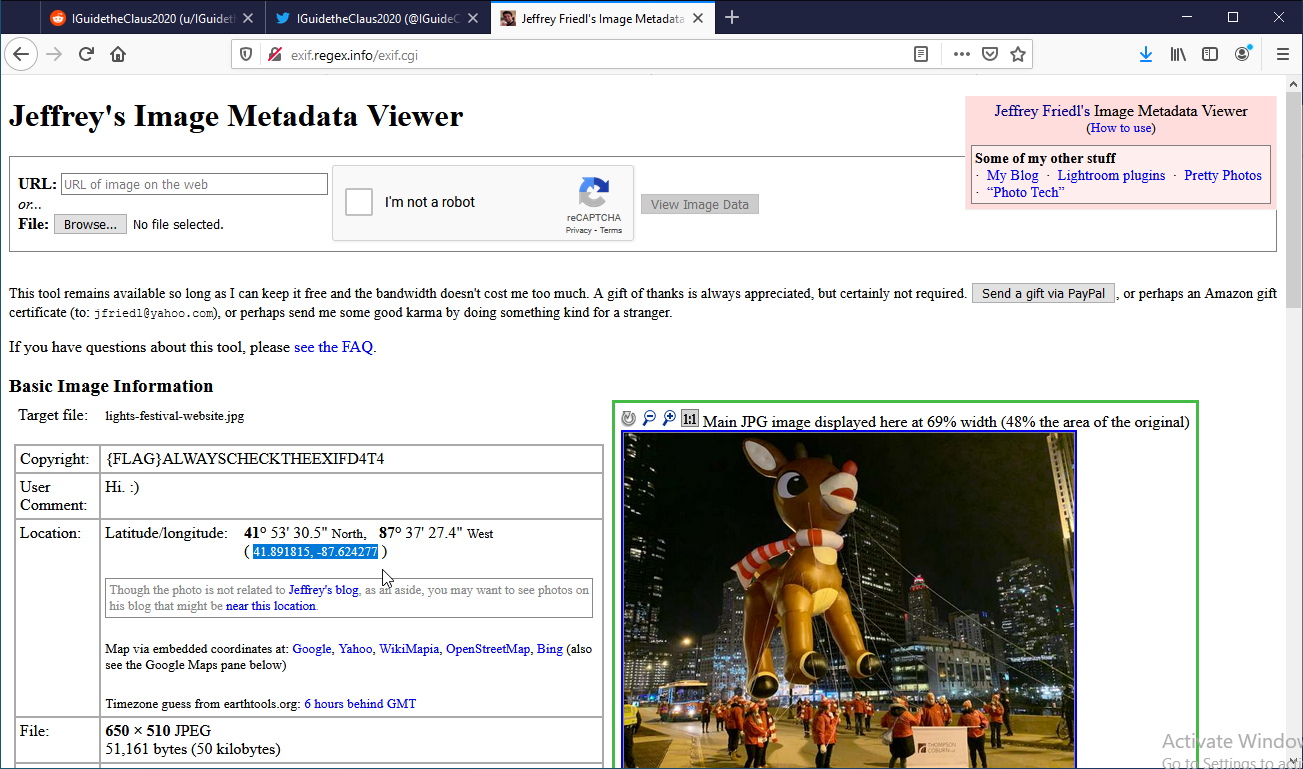 IGuidetheClaus2020 (u/IGuideth
IGuidetheClaus2020 (@IGuideC
Jeffrey Friedl's Image Metadata
exif.regex.info/exif.cgi
Jeffrey's Image Metadata Viewer
Jeffrey Friedl's Image Metadata Viewer
(How to use)
Some of my other stuff
· My Blog · Lightroom plugins · Pretty Photos
· “Photo Tech”
URL: URL of image on the web
or...
File: Browse... No file selected.
I'm not a robot
reCAPTCHA
Privacy - Terms
View Image Data
This tool remains available so long as I can keep it free and the bandwidth doesn't cost me too much. A gift of thanks is always appreciated, but certainly not required. Send a gift via PayPal , or perhaps an Amazon gift
certificate (to: jfriedl@yahoo.com), or perhaps send me some good karma by doing something kind for a stranger.
If you have questions about this tool, please see the FAQ.
Basic Image Information
Target file: lights-festival-website.jpg
Copyright: {FLAG}ALWAYSCHECKTHEEXIFD4T4
User
Comment:
Hi. :)
Location: Latitude/longitude: 41° 53' 30.5" North, 87° 37' 27.4" West
( 41.891815, -87.624277 )
Though the photo is not related to Jeffrey's blog, as an aside, you may want to see photos on
his blog that might be near this location.
Map via embedded coordinates at: Google, Yahoo, WikiMapia, OpenStreetMap, Bing (also
see the Google Maps pane below)
Timezone guess from earthtools.org: 6 hours behind GMT
File: 650 × 510 JPEG
51,161 bytes (50 kilobytes)
1:1 Main JPG image displayed here at 69% width (48% the area of the original)
THOMPSON
COBURN
Activate Windo
Go to Settings to acti